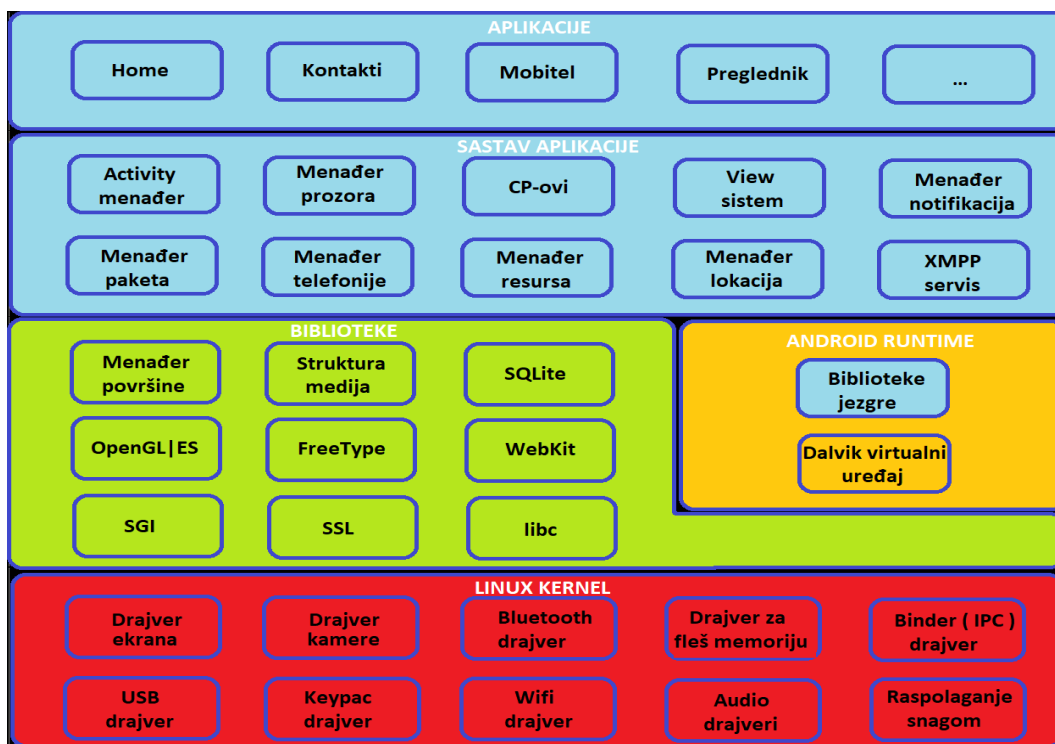 APLIKACIJE
Home
Kontakti
Mobitel
Preglednik
...
SASTAV APLIKACIJE
Activity
menađer
Menađer
prozora
CP-ovi
View
sistem
Menađer
notifikacija
Menađer
paketa
Menađer
telefonije
Menađer
resursa
Menađer
lokacija
XMPP
servis
BIBLIOTEKE
Menađer
površine
Struktura
medija
SQLite
OpenGL|ES
FreeType
WebKit
SGI
SSL
libc
ANDROID RUNTIME
Biblioteke
jezgre
Dalvik virtualni
uređaj
LINUX KERNEL
Drajver
ekrana
Drajver
kamere
Bluetooth
drajver
Drajver za
fleš memoriju
Binder ( IPC )
drajver
USB
drajver
Keypac
drajver
Wifi
drajver
Audio
drajveri
Raspolaganje
snagom